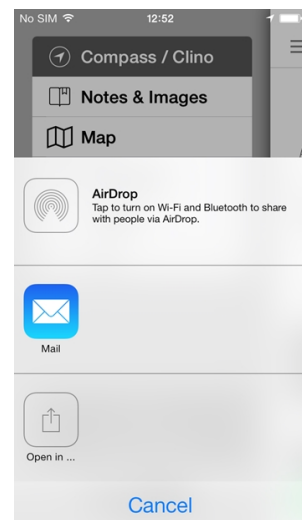 No SIM 12:52
Compass / Clino
Notes & Images
Map
AirDrop
Tap to turn on Wi-Fi and Bluetooth to share
with people via AirDrop.
Mail
Open in ...
Cancel